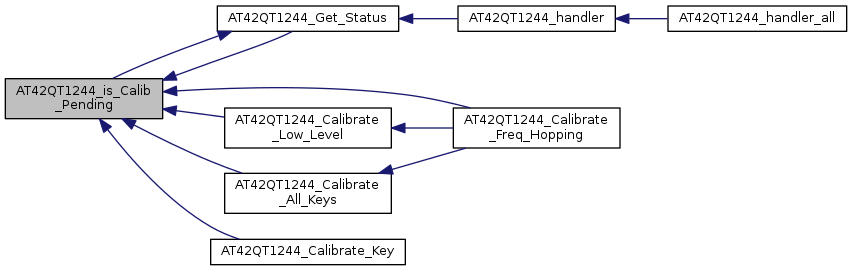 AT42QT1244_Get_Status
AT42QT1244_handler
AT42QT1244_handler_all
AT42QT1244_is_Calib
_Pending
AT42QT1244_Calibrate
_Low_Level
AT42QT1244_Calibrate
_Freq_Hopping
AT42QT1244_Calibrate
_All_Keys
AT42QT1244_Calibrate_Key